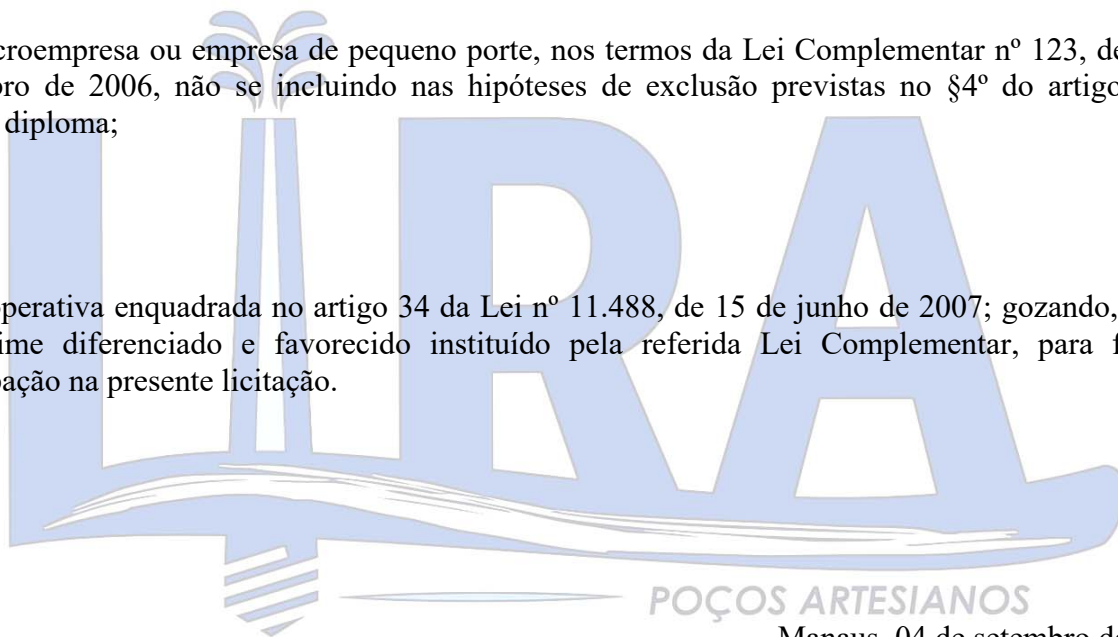 croempresa ou empresa de pequeno porte, nos termos da Lei Complementar nº 123, de
bro de 2006, não se incluindo nas hipóteses de exclusão previstas no §4º do artigo
diploma;
operativa enquadrada no artigo 34 da Lei nº 11.488, de 15 de junho de 2007; gozando,
ime diferenciado e favorecido instituído pela referida Lei Complementar, para f
pação na presente licitação.
LIRA
POÇOS ARTESIANOS
Manaus, 04 de setembro d